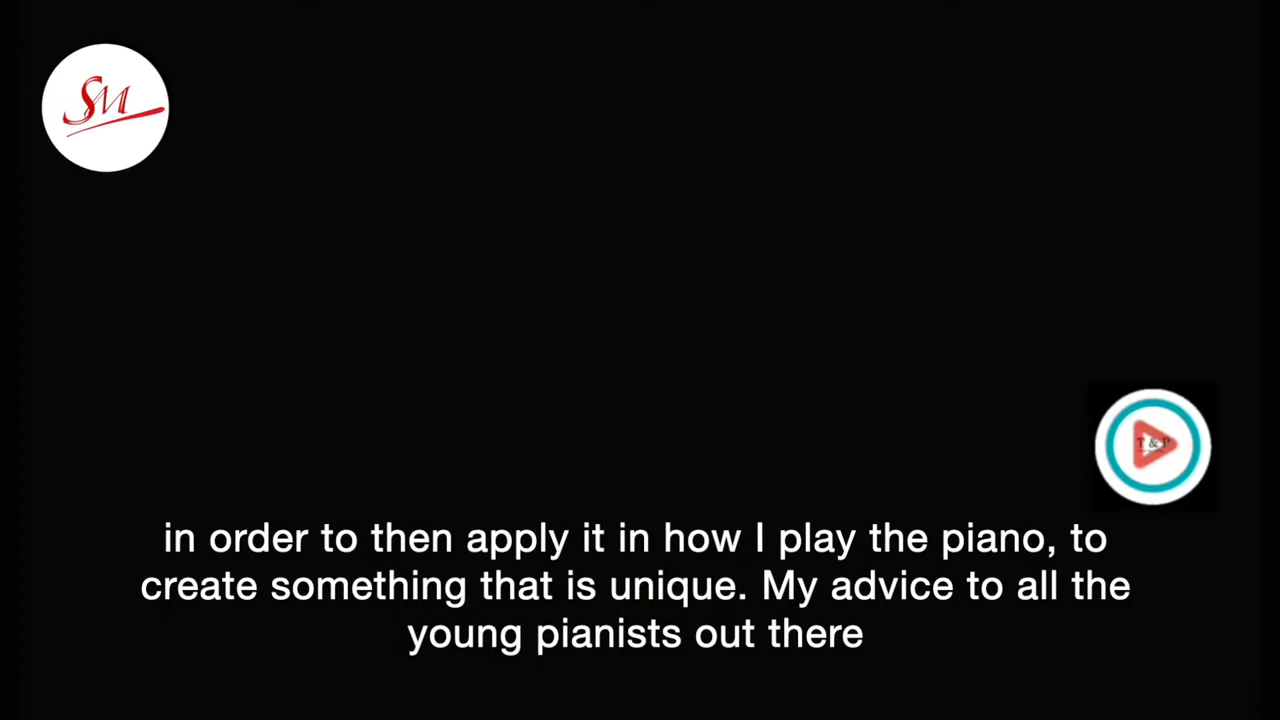 SM
T & P
in order to then apply it in how I play the piano, to
create something that is unique. My advice to all the
young pianists out there